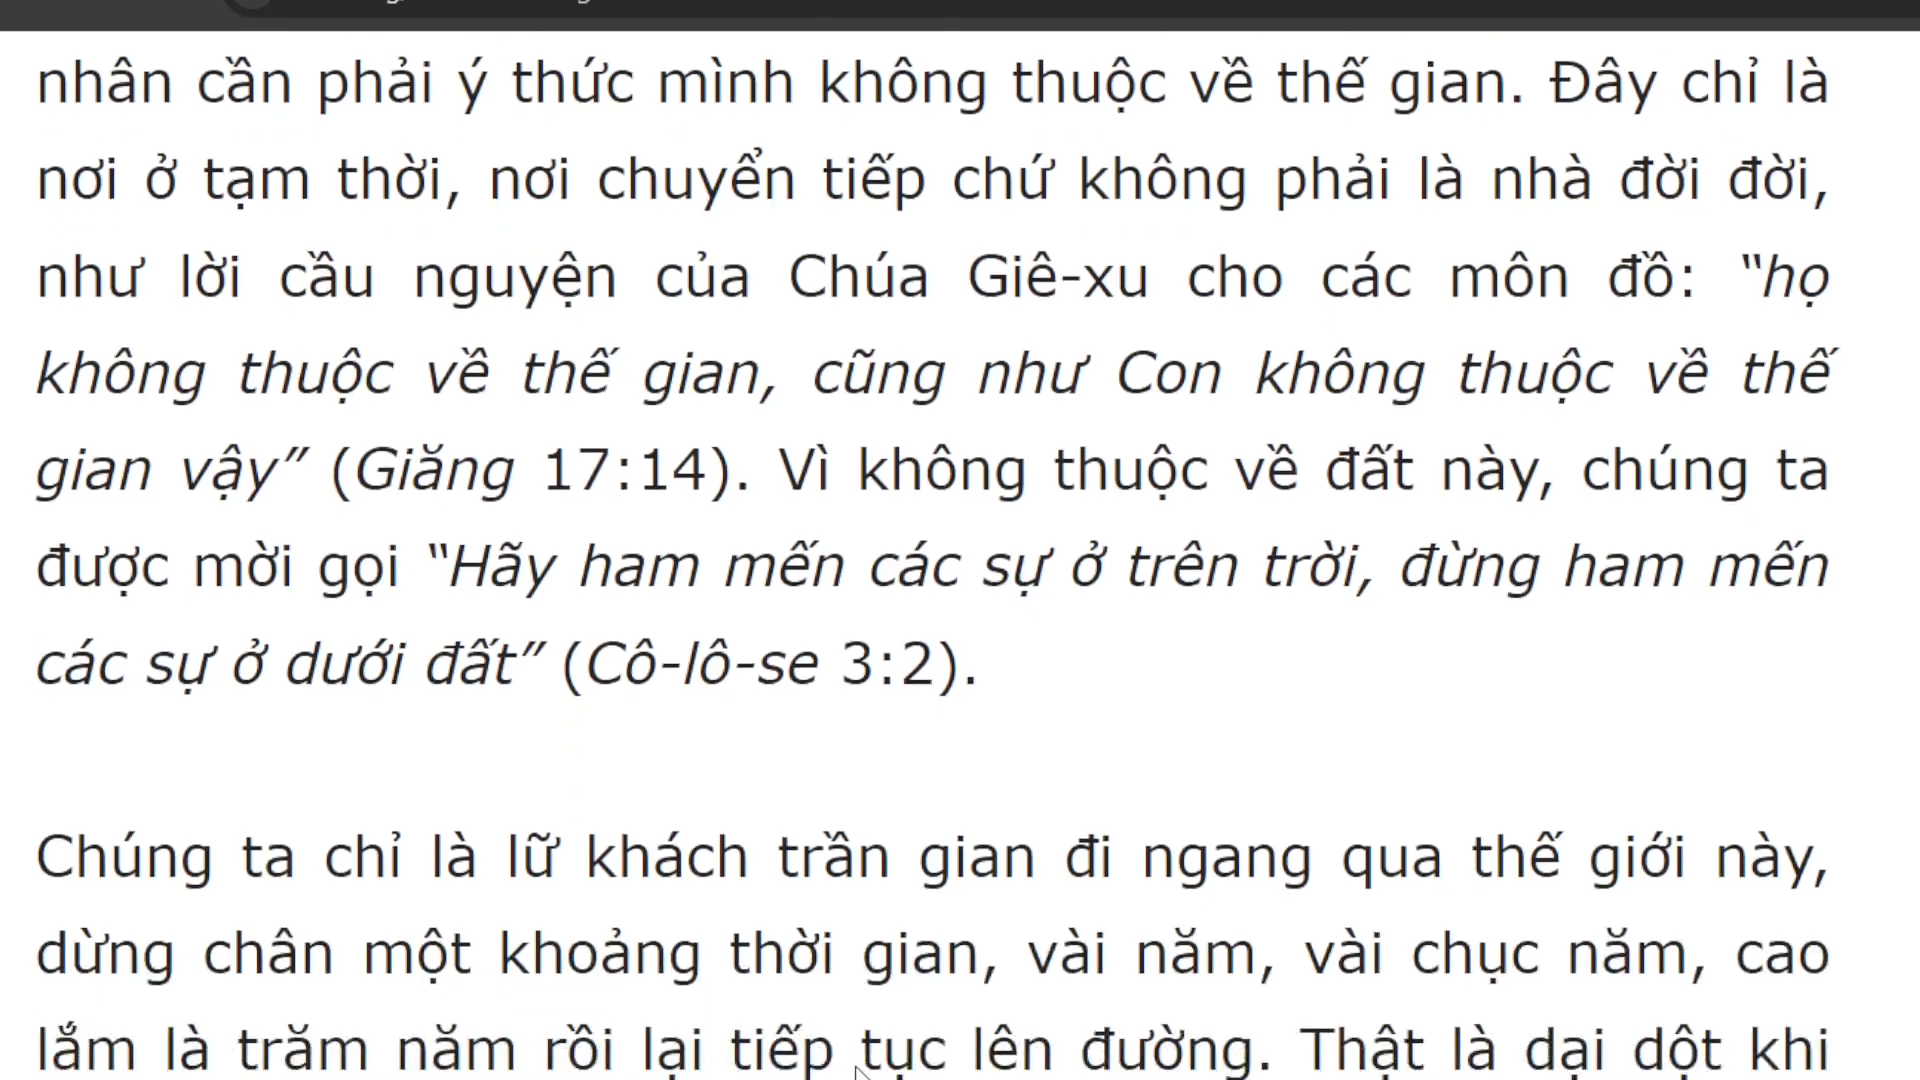 nhân cần phải ý thức mình không thuộc về thế gian. Đây chỉ là
nơi ở tạm thời, nơi chuyển tiếp chứ không phải là nhà đời đời,
như lời cầu nguyện của Chúa Giê-xu cho các môn đồ: “họ
không thuộc về thế gian, cũng như Con không thuộc về thế
gian vậy” (Giăng 17:14). Vì không thuộc về đất này, chúng ta
được mời gọi “Hãy ham mến các sự ở trên trời, đừng ham mến
các sự ở dưới đất” (Cô-lô-se 3:2).
Chúng ta chỉ là lữ khách trần gian đi ngang qua thế giới này,
dừng chân một khoảng thời gian, vài năm, vài chục năm, cao
lắm là trăm năm rồi lại tiếp tục lên đường. Thật là dại dột khi